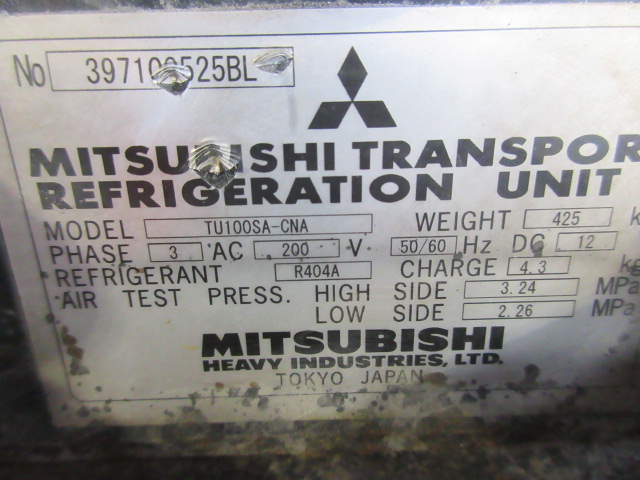 No
MITSUBISHI TRANSPOR
REFRIGERATION UNIT
MODEL TU100SA-CNA WEIGHT 425 k
PHASE 3 AC 200 V 50/60 Hz DC 12
REFRIGERANT R404A CHARGE 4.3 kg
AIR TEST PRESS. HIGH SIDE 3.24 MPa
LOW SIDE 2.26 MPa
MITSUBISHI
HEAVY INDUSTRIES, LTD.
TOKYO JAPAN